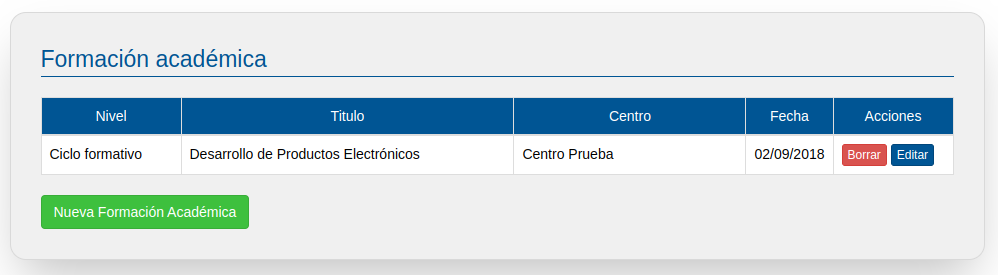 Formación académica
Nivel Titulo Centro Fecha Acciones
Ciclo formativo Desarrollo de Productos Electrónicos Centro Prueba 02/09/2018 Borrar Editar
Nueva Formación Académica